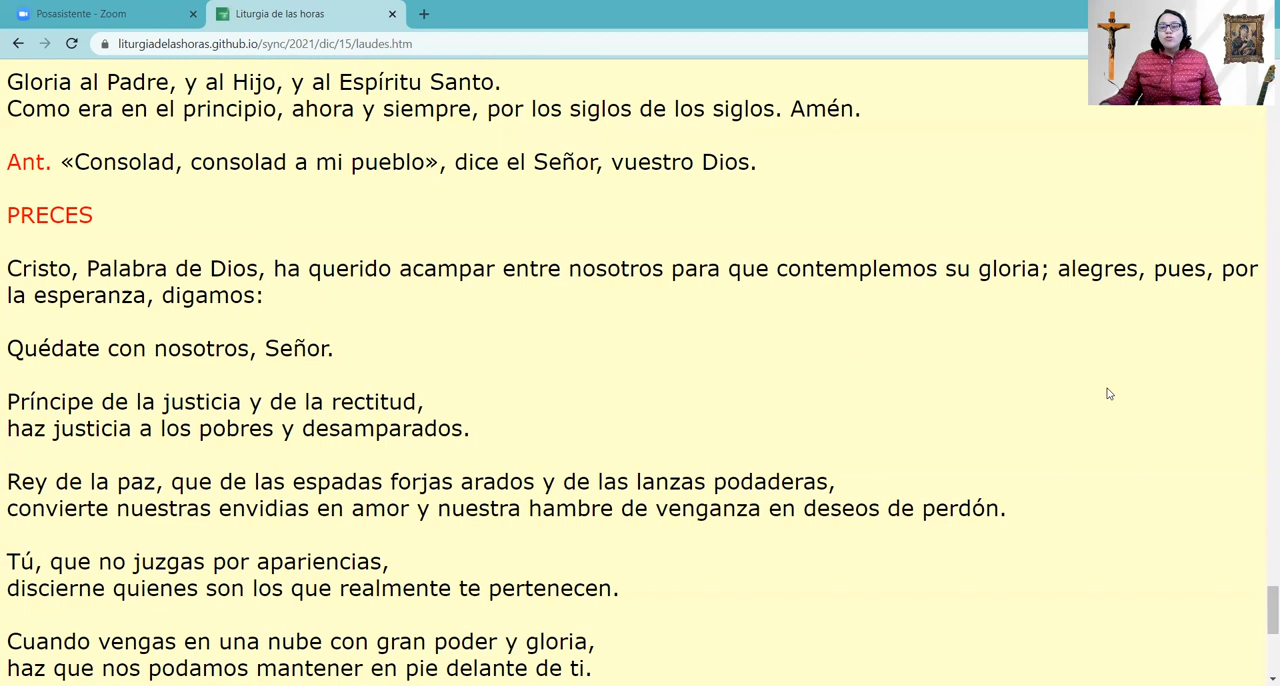 Posasistente - Zoom
Liturgia de las horas
liturgiadelashoras.github.io/sync/2021/dic/15/laudes.htm
Gloria al Padre, y al Hijo, y al Espíritu Santo.
Como era en el principio, ahora y siempre, por los siglos de los siglos. Amén.
Ant. «Consolad, consolad a mi pueblo», dice el Señor, vuestro Dios.
PRECES
Cristo, Palabra de Dios, ha querido acampar entre nosotros para que contemplemos su gloria; alegres, pues, por
la esperanza, digamos:
Quédate con nosotros, Señor.
Príncipe de la justicia y de la rectitud,
haz justicia a los pobres y desamparados.
Rey de la paz, que de las espadas forjas arados y de las lanzas podaderas,
convierte nuestras envidias en amor y nuestra hambre de venganza en deseos de perdón.
Tú, que no juzgas por apariencias,
discierne quienes son los que realmente te pertenecen.
Cuando vengas en una nube con gran poder y gloria,
haz que nos podamos mantener en pie delante de ti.